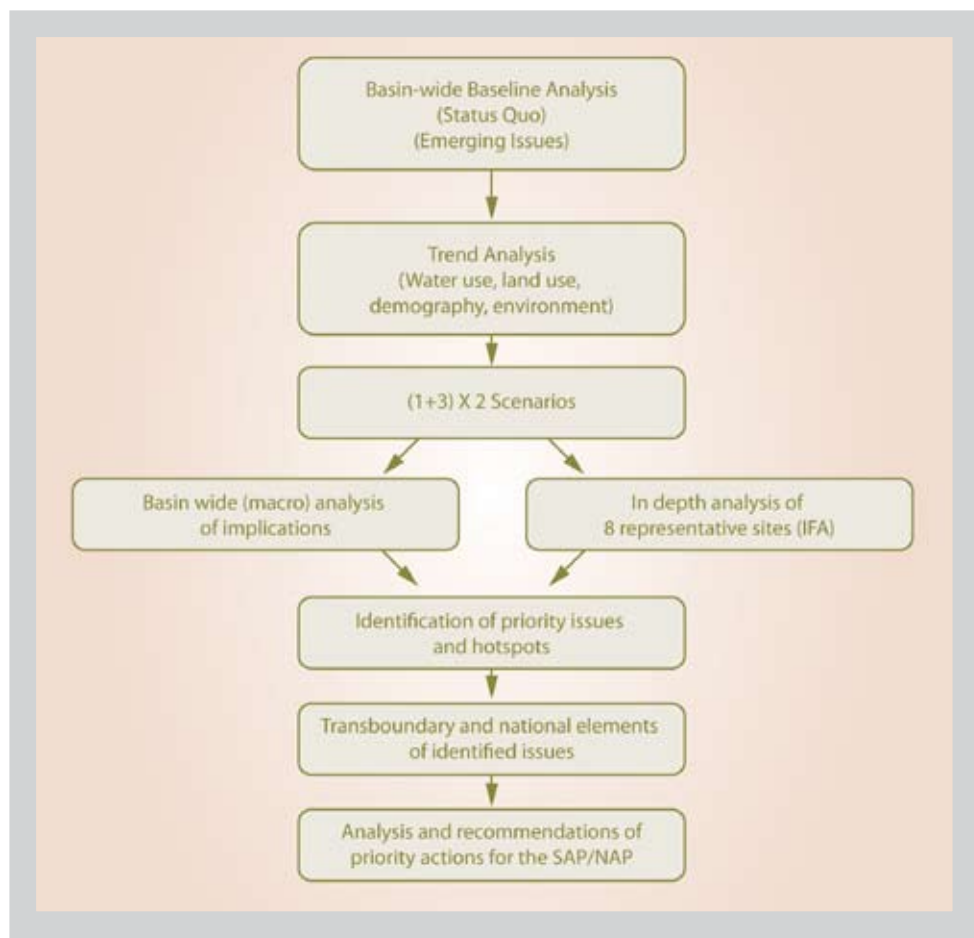 Basin-wide Baseline Analysis
(Status Quo)
(Emerging Issues)
Trend Analysis
(Water use, land use,
demography, environment)
(1+3) X 2 Scenarios
Basin wide (macro) analysis
of implications
In depth analysis of
8 representative sites (IFA)
Identification of priority issues
and hotspots
Transboundary and national elements
of identified issues
Analysis and recommendations of
priority actions for the SAP/NAP